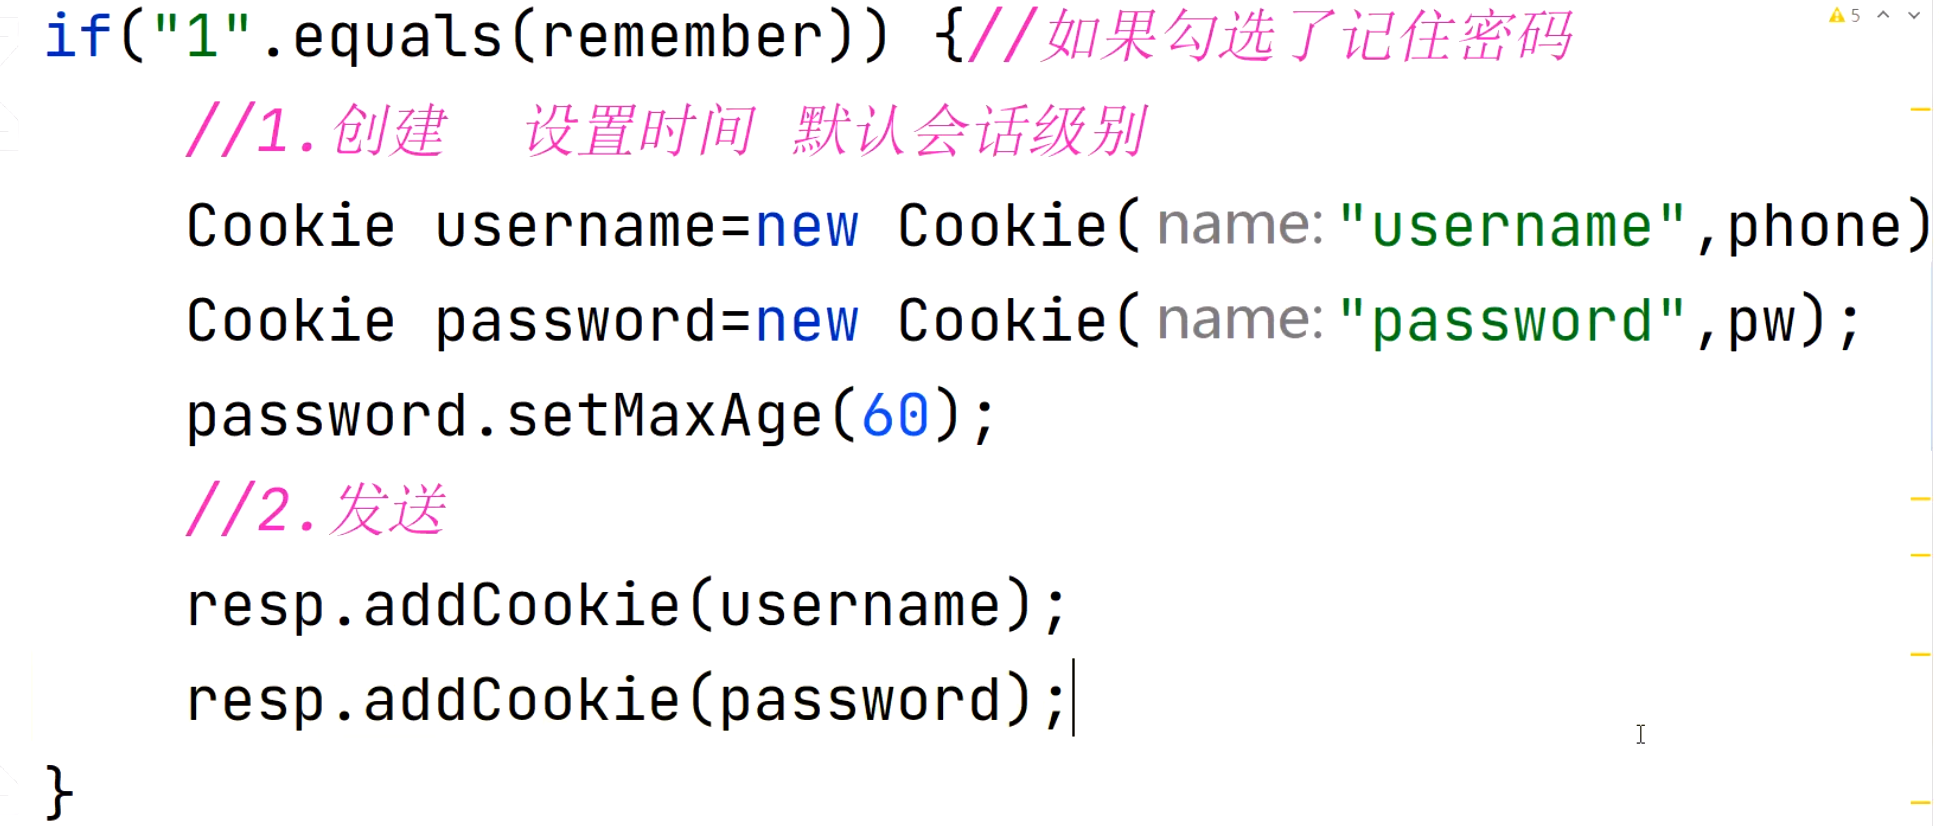 if("1".equals(remember)) {//如果勾选了记住密码
5
//1.创建  设置时间 默认会话级别
Cookie username=new Cookie( name: "username",phone)
Cookie password=new Cookie( name: "password",pw);
password.setMaxAge(60);
//2.发送
resp.addCookie(username);
resp.addCookie(password);
}